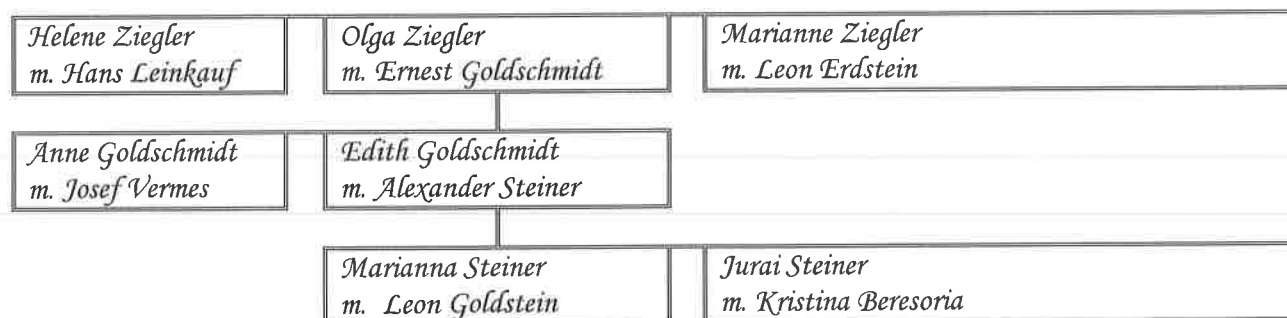 Helene Ziegler
m. Hans Leinkauf
Olga Ziegler
m. Ernest Goldschmidt
Marianne Ziegler
m. Leon Erdstein
Anne Goldschmidt
m. Josef Vermes
Edith Goldschmidt
m. Alexander Steiner
Marianna Steiner
m. Leon Goldstein
Jurai Steiner
m. Kristina Beresoria